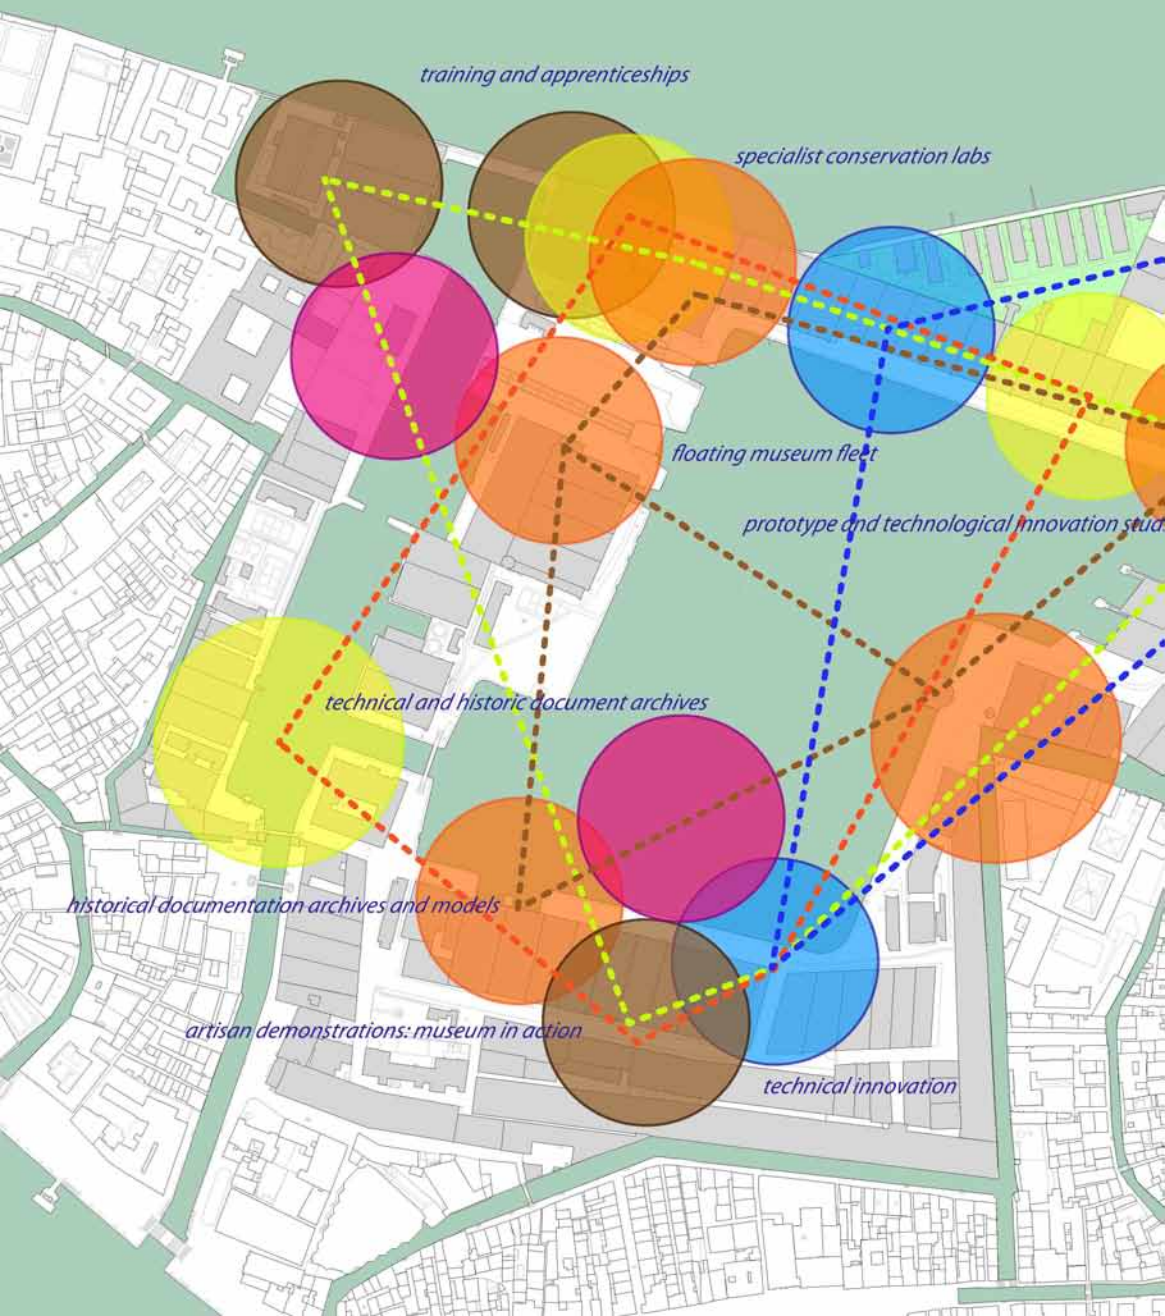 training and apprenticeships
specialist conservation labs
floating museum fleet
prototype and technological innovation stud
technical and historic document archives
historical documentation archives and models
artisan demonstrations: museum in action
technical innovation